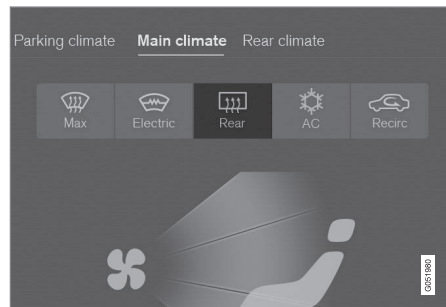 Parking climate Main climate Rear climate
Max Electric Rear AC Recirc
G051980